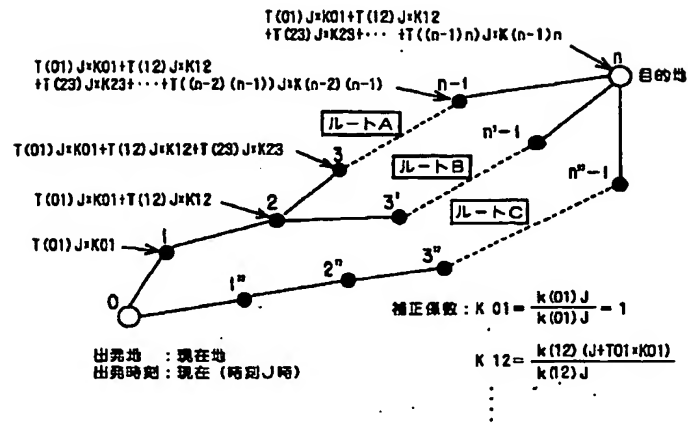 T(01)J×K01+T(12)J×K12
+T(23)J×K23+･･･ +T((n-1)n)J×K(n-1)n
n
目的地
T(01)J×K01+T(12)J×K12
+T(23)J×K23+･･･+T((n-2)(n-1))J×K(n-2)(n-1)
n-1
ルートA
n'-1
T(01)J×K01+T(12)J×K12+T(23)J×K23
3
ルートB
n"-1
T(01)J×K01+T(12)J×K12
2
3'
ルートC
T(01)J×K01
1
3"
2"
1"
0
補正係数:K 01= k(01)J / k(01)J = 1
出発地 :現在地
出発時刻:現在(時刻J時)
K 12= k(12)(J+T01×K01) / k(12)J
⋮